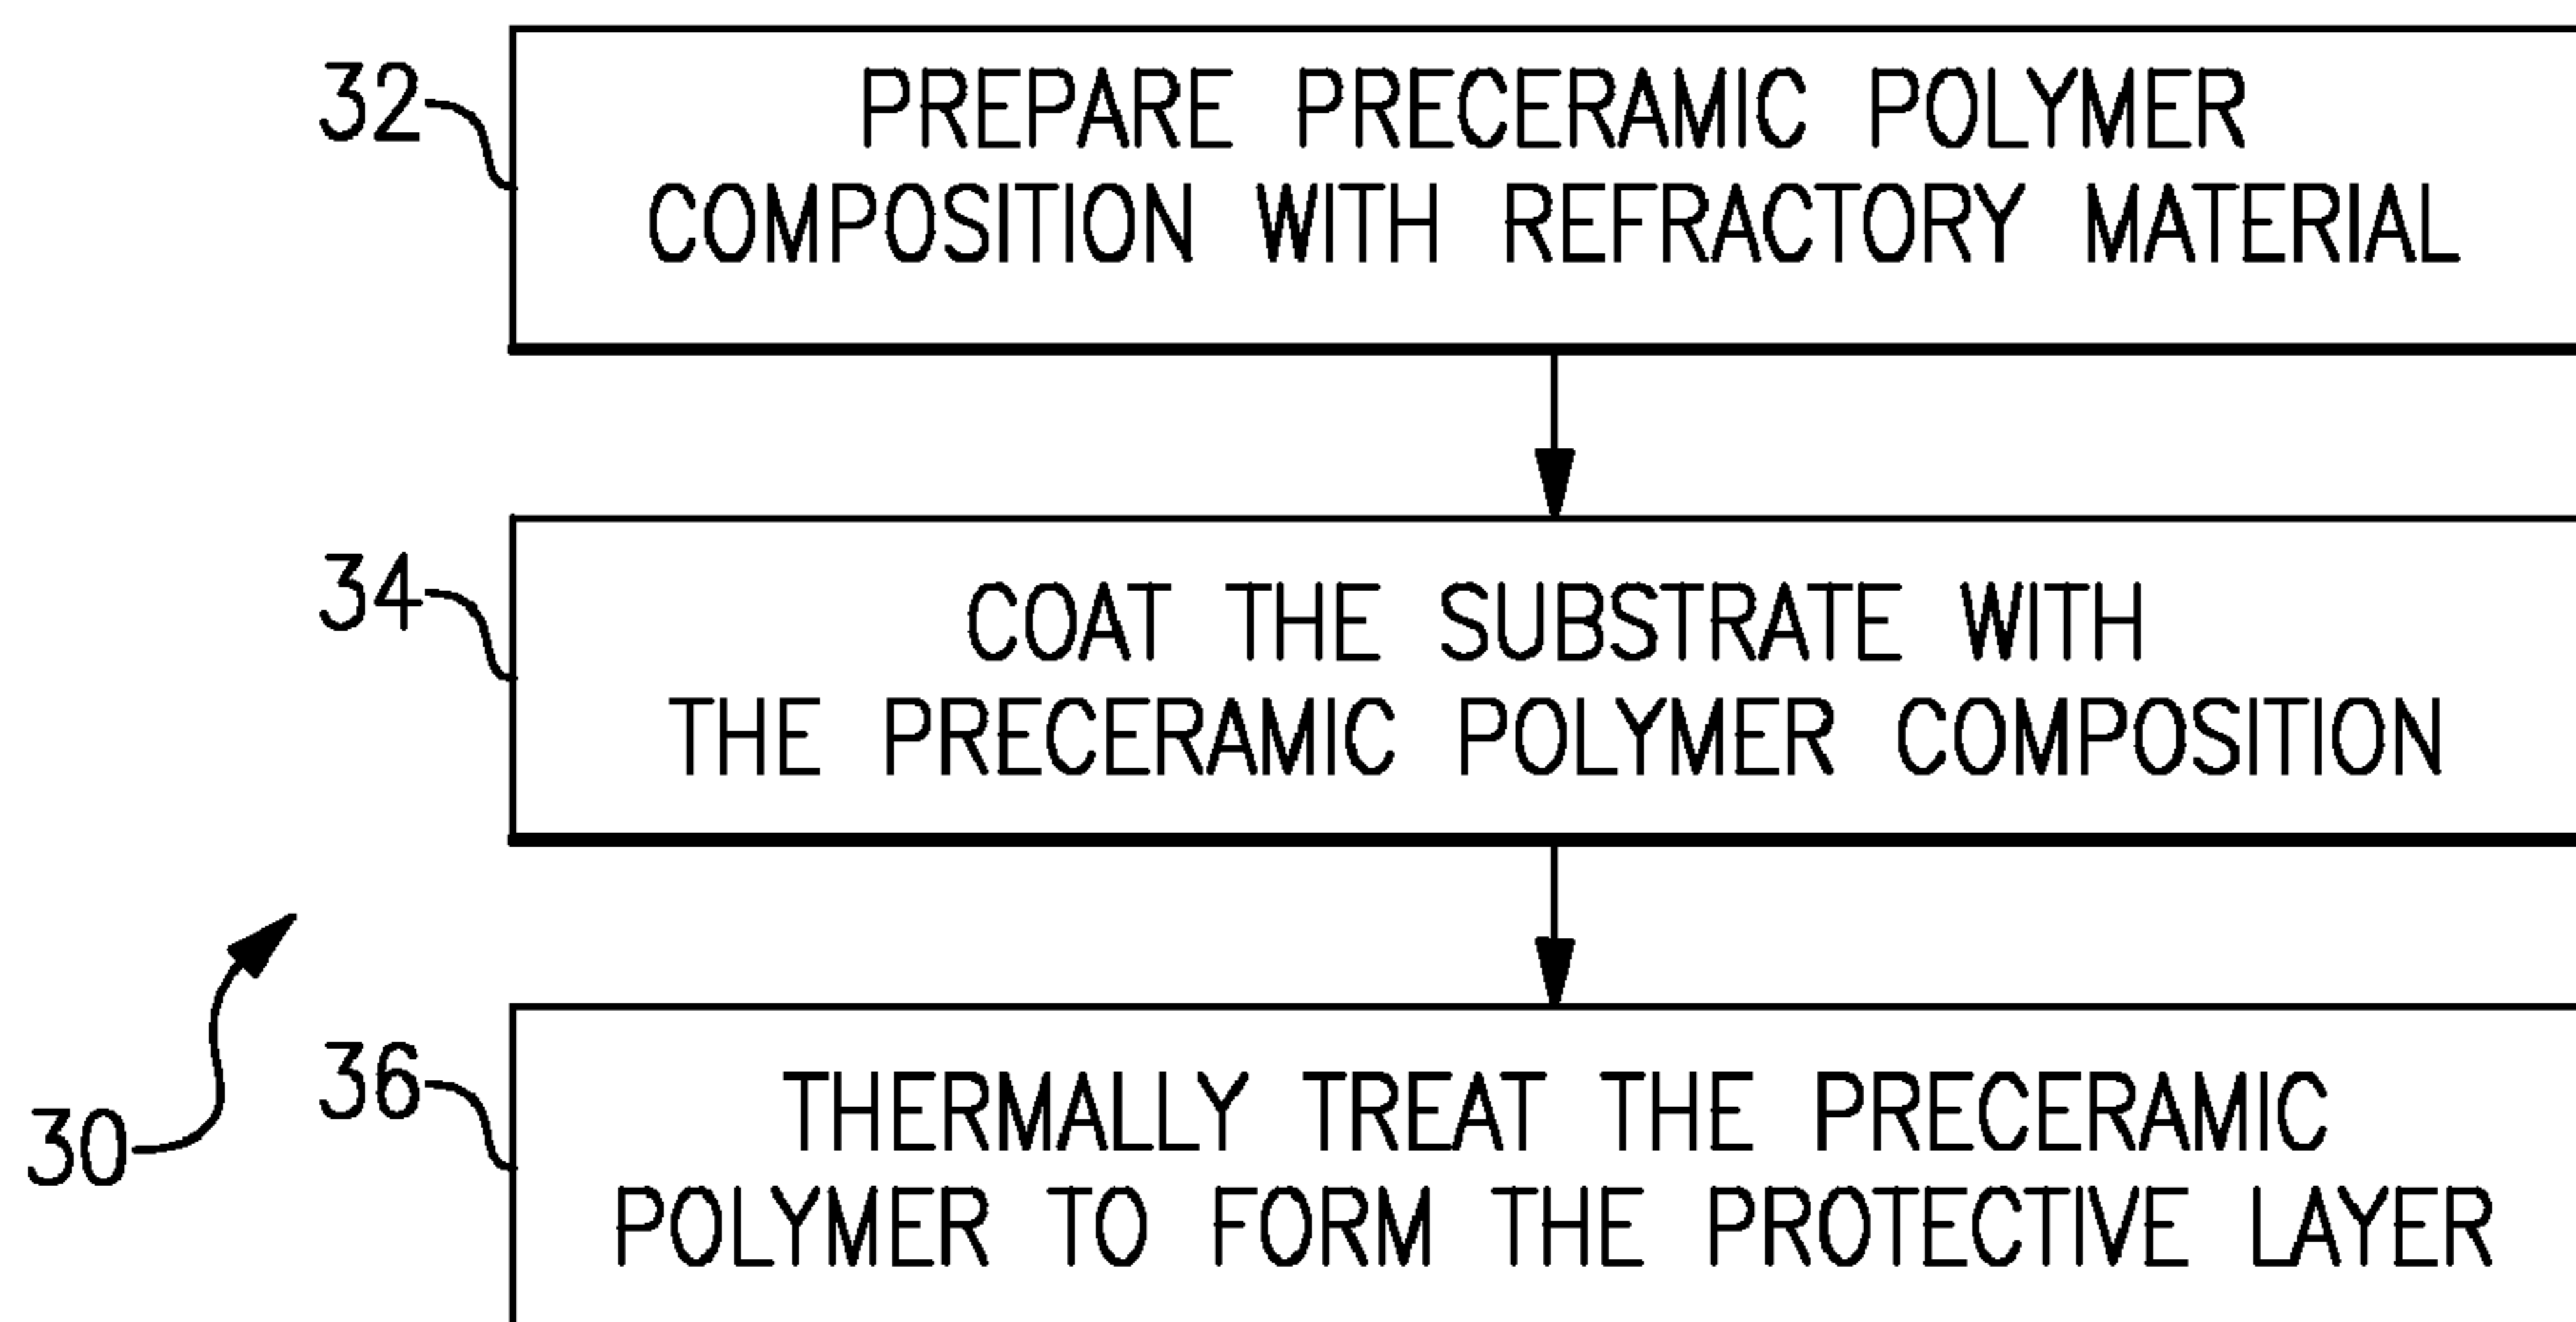 32
PREPARE PRECERAMIC POLYMER
COMPOSITION WITH REFRACTORY MATERIAL
34
COAT THE SUBSTRATE WITH
THE PRECERAMIC POLYMER COMPOSITION
30
36
THERMALLY TREAT THE PRECERAMIC
POLYMER TO FORM THE PROTECTIVE LAYER